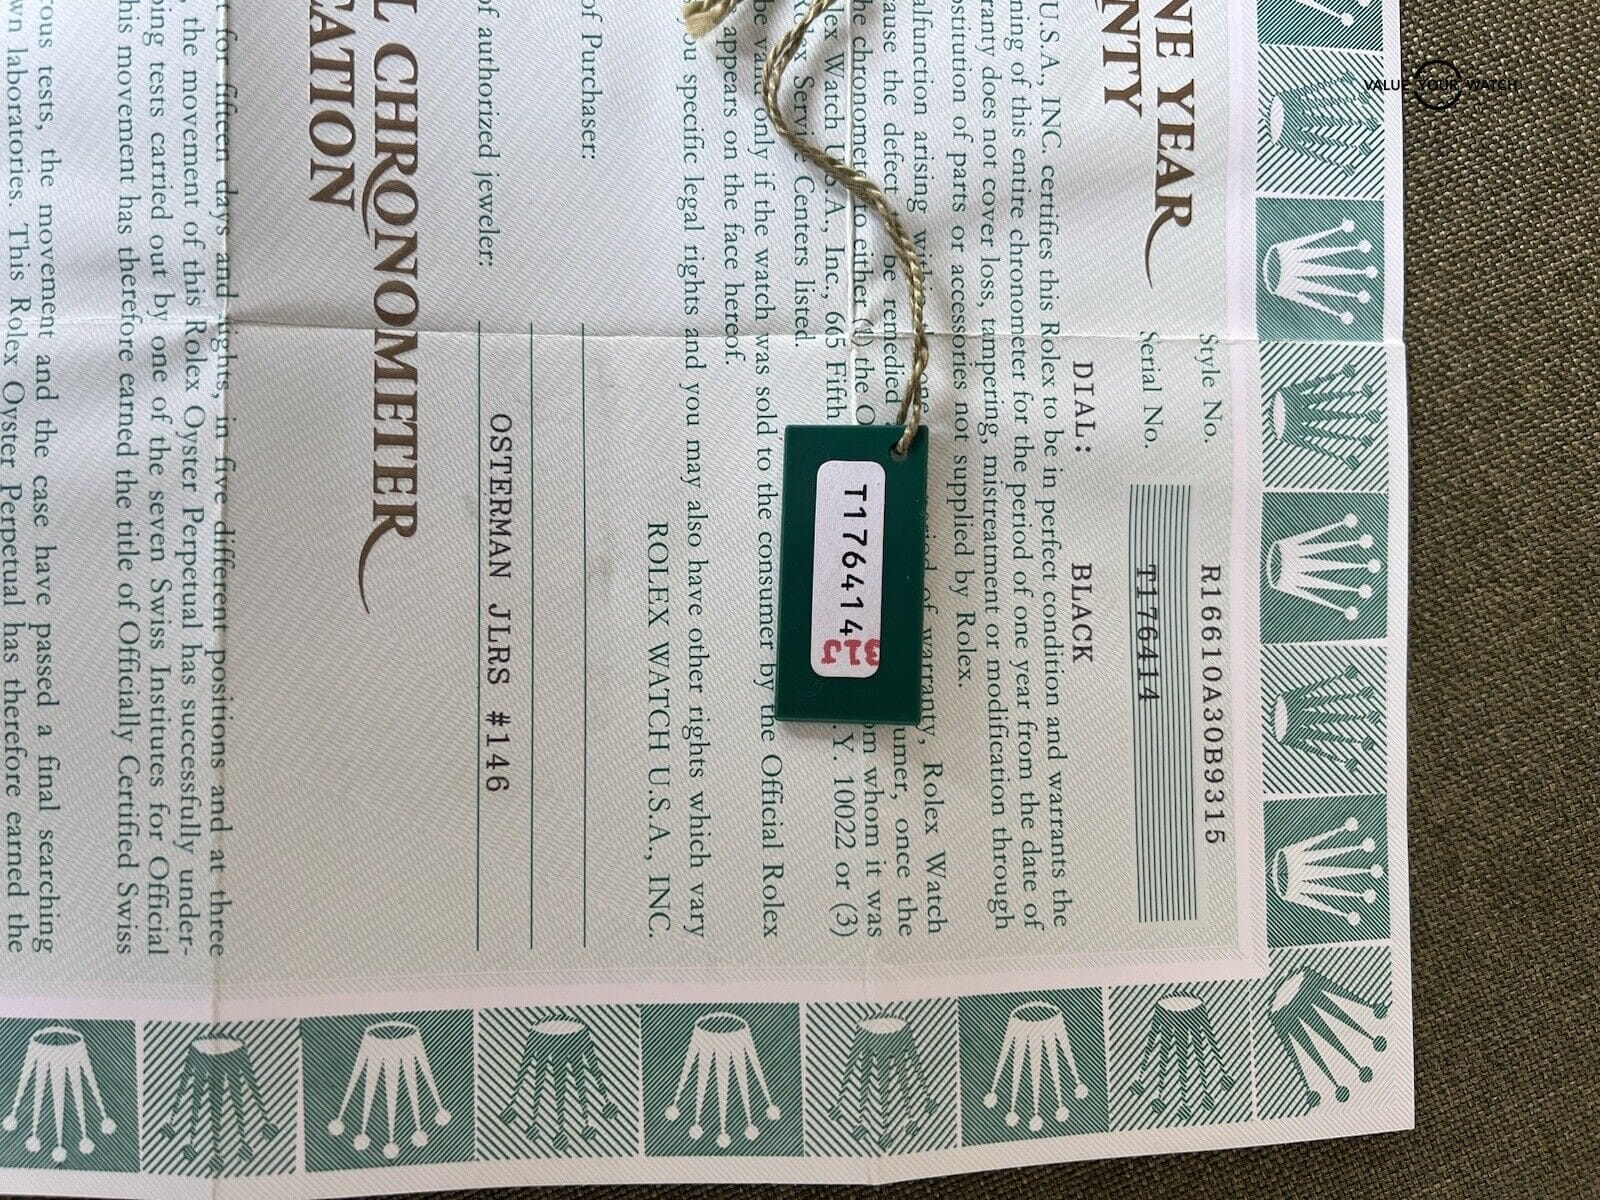 NE YEAR
NTY
Style No. R16610A30B9315
Serial No. T176414
DIAL: BLACK
U.S.A., INC. certifies this Rolex to be in perfect condition and warrants the
ning of this entire chronometer for the period of one year from the date of
ranty does not cover loss, tampering, mistreatment or modification through
bstitution of parts or accessories not supplied by Rolex.
alfunction arising warranty, Rolex Watch
ause the defect be remedied once the
the chronometer to either (1) the whom it was
lex Watch U.S.A., Inc., 665 Fifth .Y. 10022 or (3)
Rolex Service Centers listed
be valid only if the watch was sold to the consumer by the Official Rolex
appears on the face hereof.
ou specific legal rights and you may also have other rights which vary
ROLEX WATCH U.S.A., INC.
of Purchaser:
of authorized jeweler: OSTERMAN JLRS #146
L CHRONOMETER
CATION
for fifteen days and nights, in five different positions and at three
, the movement of this Rolex Oyster Perpetual has successfully under-
ping tests carried out by one of the seven Swiss Institutes for Official
his movement has therefore earned the title of Officially Certified Swiss
rous tests, the movement and the case have passed a final searching
wn laboratories. This Rolex Oyster Perpetual has therefore earned the
T176414
VALUE YOUR WATCH